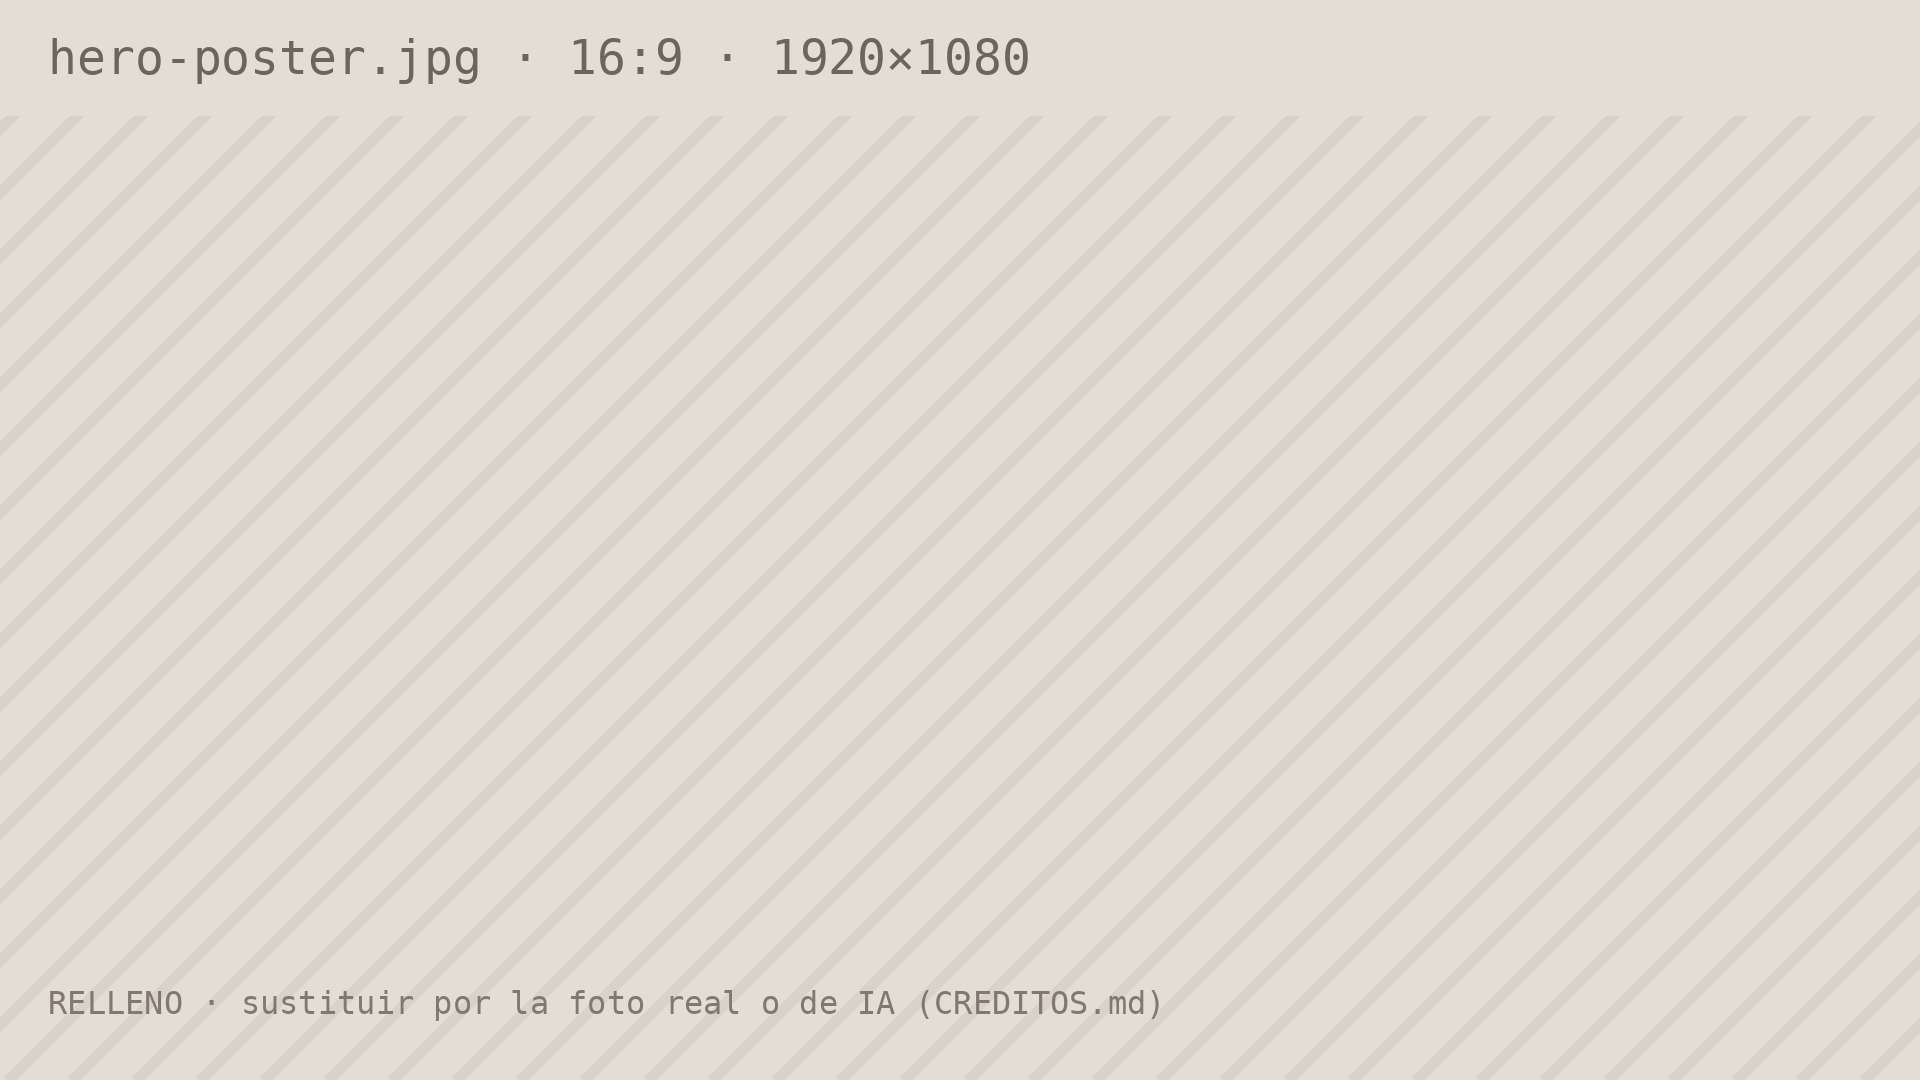 hero-poster.jpg · 16:9 · 1920×1080
RELLENO · sustituir por la foto real o de IA (CREDITOS.md)